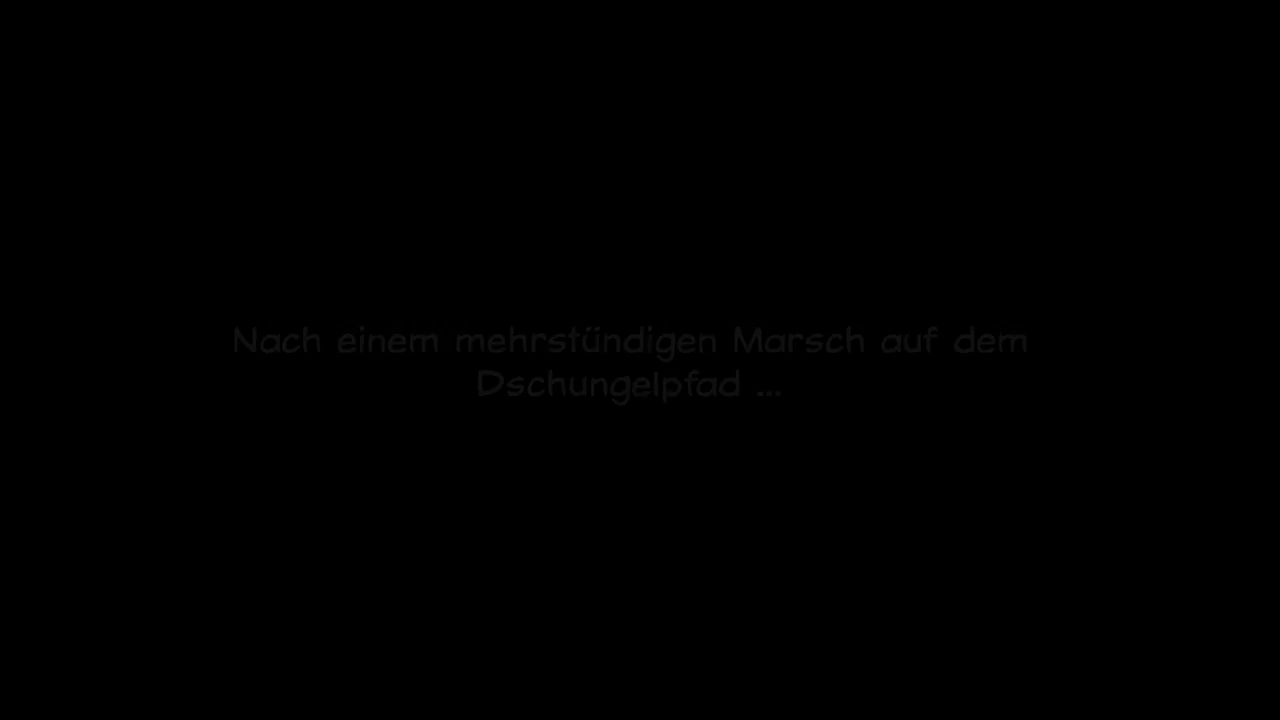 Nach einem mehrstündigen Marsch auf dem
Dschungelpfad ...